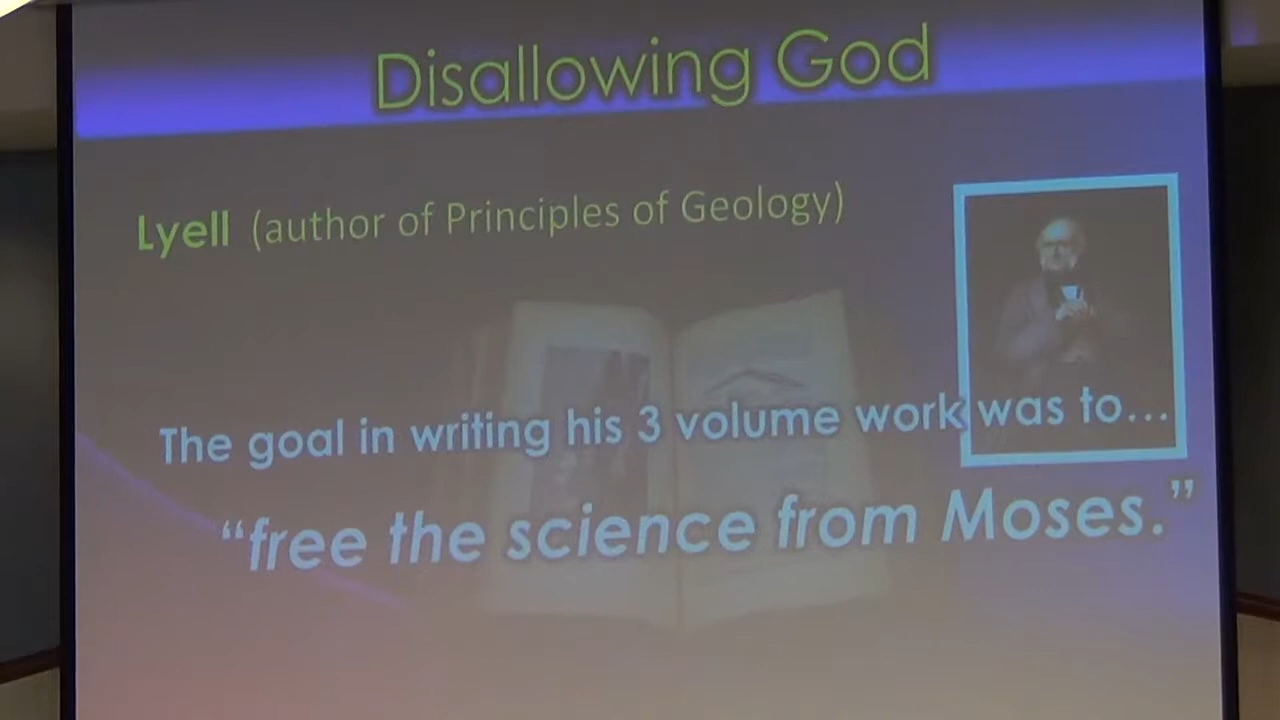 Disallowing God
Lyell (author of Principles of Geology)
The goal in writing his 3 volume work was to...
“free the science from Moses.”